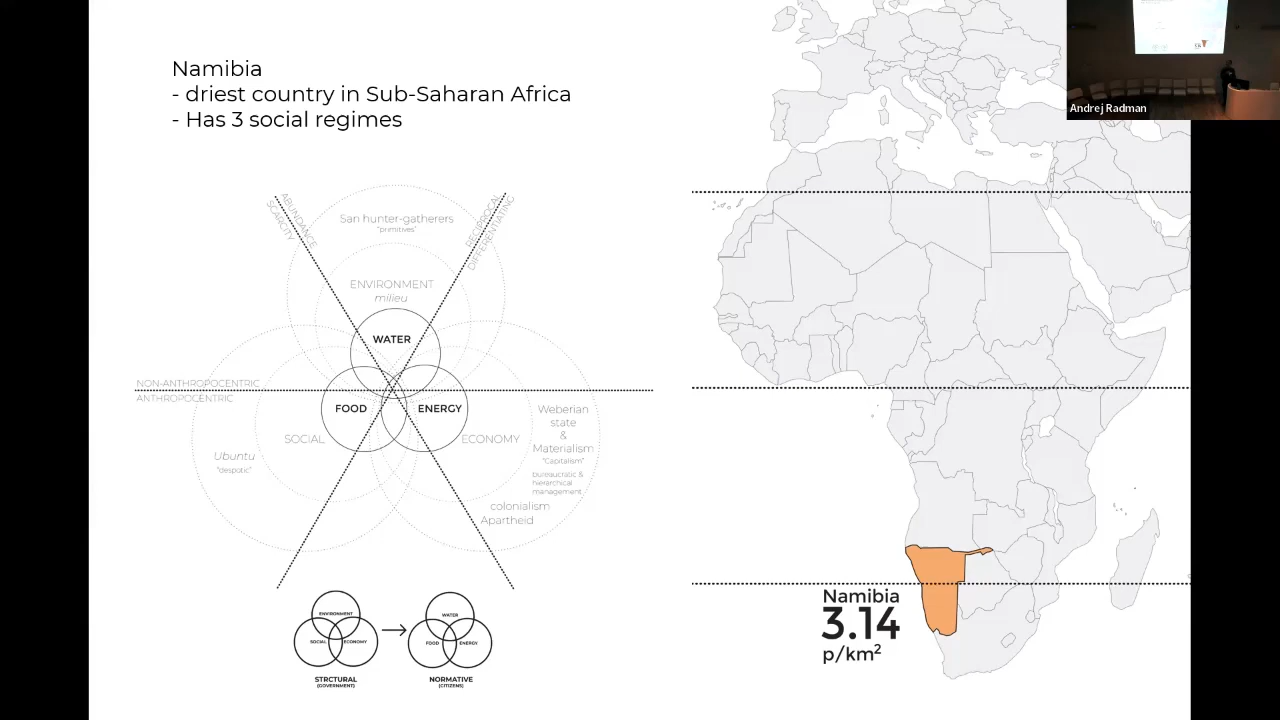 Namibia
- driest country in Sub-Saharan Africa
- Has 3 social regimes
Andrej Radman
ABUNDANCE
SCARCITY
RECIPROCAL
DIFFERENTIATING
San hunter-gatherers
"primitives"
ENVIRONMENT
milieu
WATER
NON-ANTHROPOCENTRIC
ANTHROPOCENTRIC
FOOD
ENERGY
SOCIAL
ECONOMY
Ubuntu
"despotic"
Weberian
state
&
Materialism
"Capitalism"
bureaucratic &
hierarchical
management
colonialism
Apartheid
ENVIRONMENT
SOCIAL
ECONOMY
STRCTURAL
(GOVERNMENT)
WATER
FOOD
ENERGY
NORMATIVE
(CITIZENS)
Namibia
3.14
p/km²